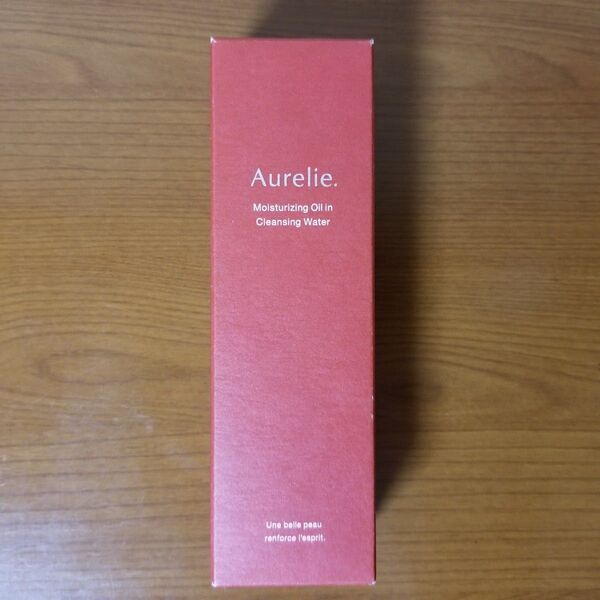 Aurelie.
Moisturizing Oil in
Cleansing Water
Une belle peau
renforce l'esprit.